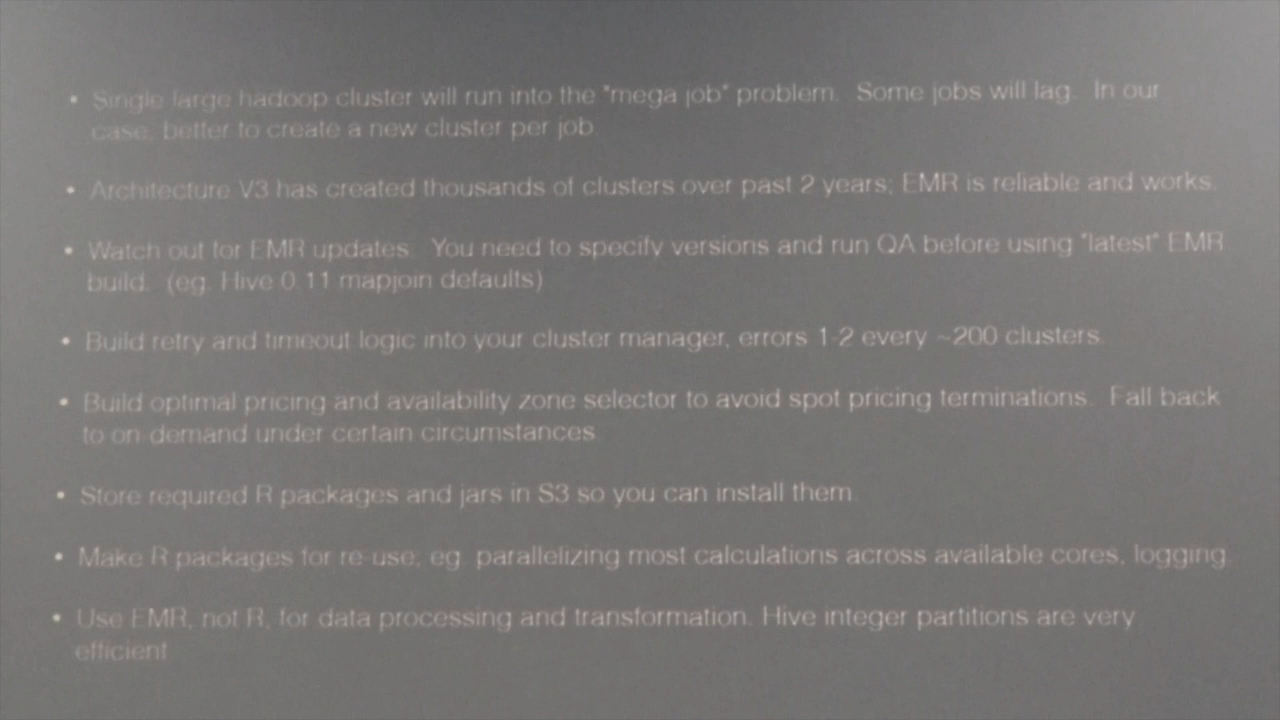 • Single large hadoop cluster will run into the "mega job" problem. Some jobs will lag. In our
case, better to create a new cluster per job.
• Architecture V3 has created thousands of clusters over past 2 years; EMR is reliable and works.
• Watch out for EMR updates. You need to specify versions and run QA before using "latest" EMR
build. (eg. Hive 0.11 mapjoin defaults)
• Build retry and timeout logic into your cluster manager, errors 1-2 every ~200 clusters.
• Build optimal pricing and availability zone selector to avoid spot pricing terminations. Fall back
to on demand under certain circumstances.
• Store required R packages and jars in S3 so you can install them.
• Make R packages for re-use, eg. parallelizing most calculations across available cores, logging.
• Use EMR, not R, for data processing and transformation. Hive integer partitions are very
efficient.